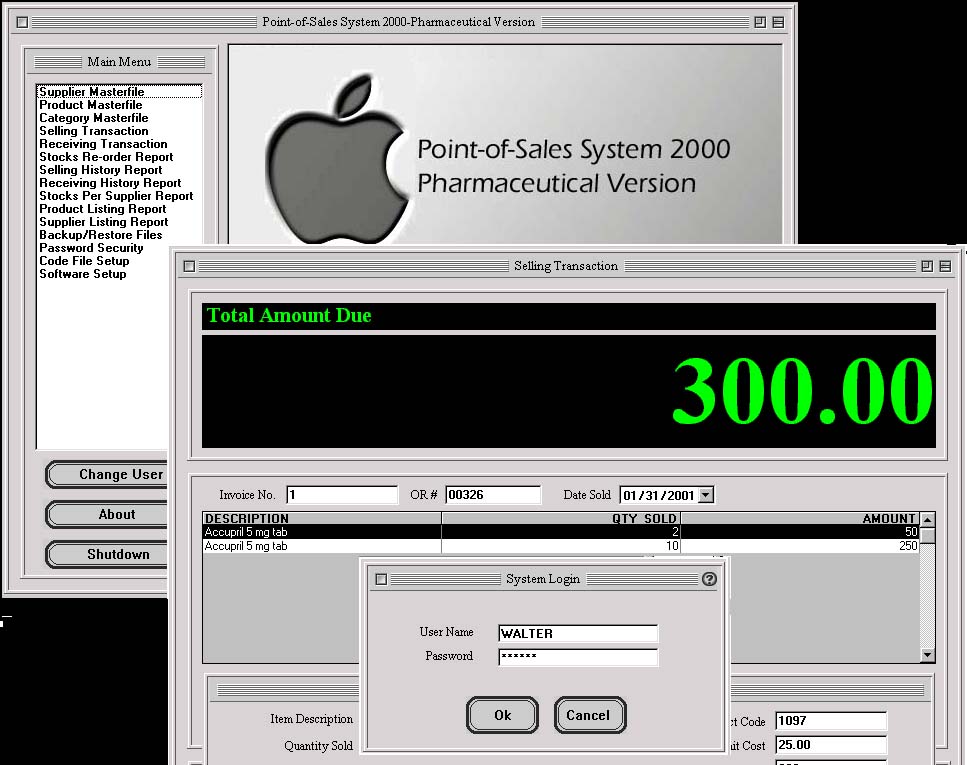 Point-of-Sales System 2000-Pharmaceutical Version
Main Menu
Supplier Masterfile
Product Masterfile
Category Masterfile
Selling Transaction
Receiving Transaction
Stocks Re-order Report
Selling History Report
Receiving History Report
Stocks Per Supplier Report
Product Listing Report
Supplier Listing Report
Backup/Restore Files
Password Security
Code File Setup
Software Setup
Change User
About
Shutdown
Point-of-Sales System 2000
Pharmaceutical Version
Selling Transaction
Total Amount Due
300.00
Invoice No. 1 OR # 00326 Date Sold 01/31/2001
DESCRIPTION QTY SOLD AMOUNT
Accupril 5 mg tab 2 50
Accupril 5 mg tab 10 250
System Login ?
User Name WALTER
Password ******
Ok Cancel
Item Description ct Code 1097
Quantity Sold it Cost 25.00